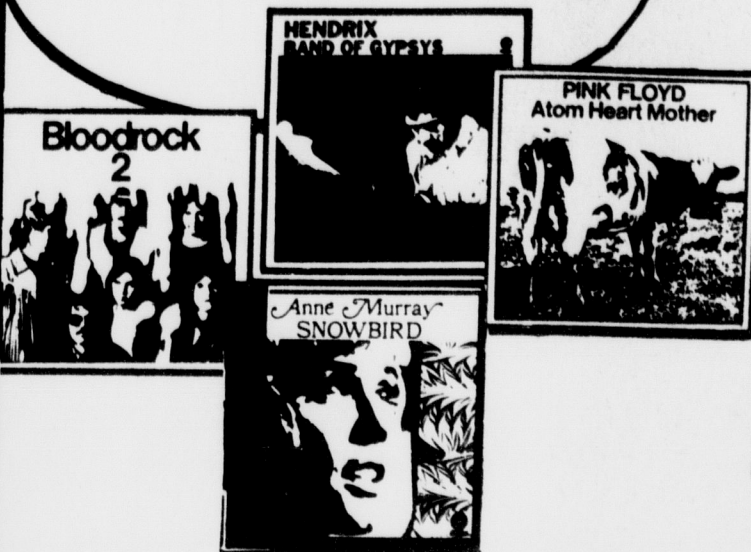 HENDRIX
BAND OF GYPSYS
PINK FLOYD
Atom Heart Mother
Bloodrock
2
Anne Murray
SNOWBIRD